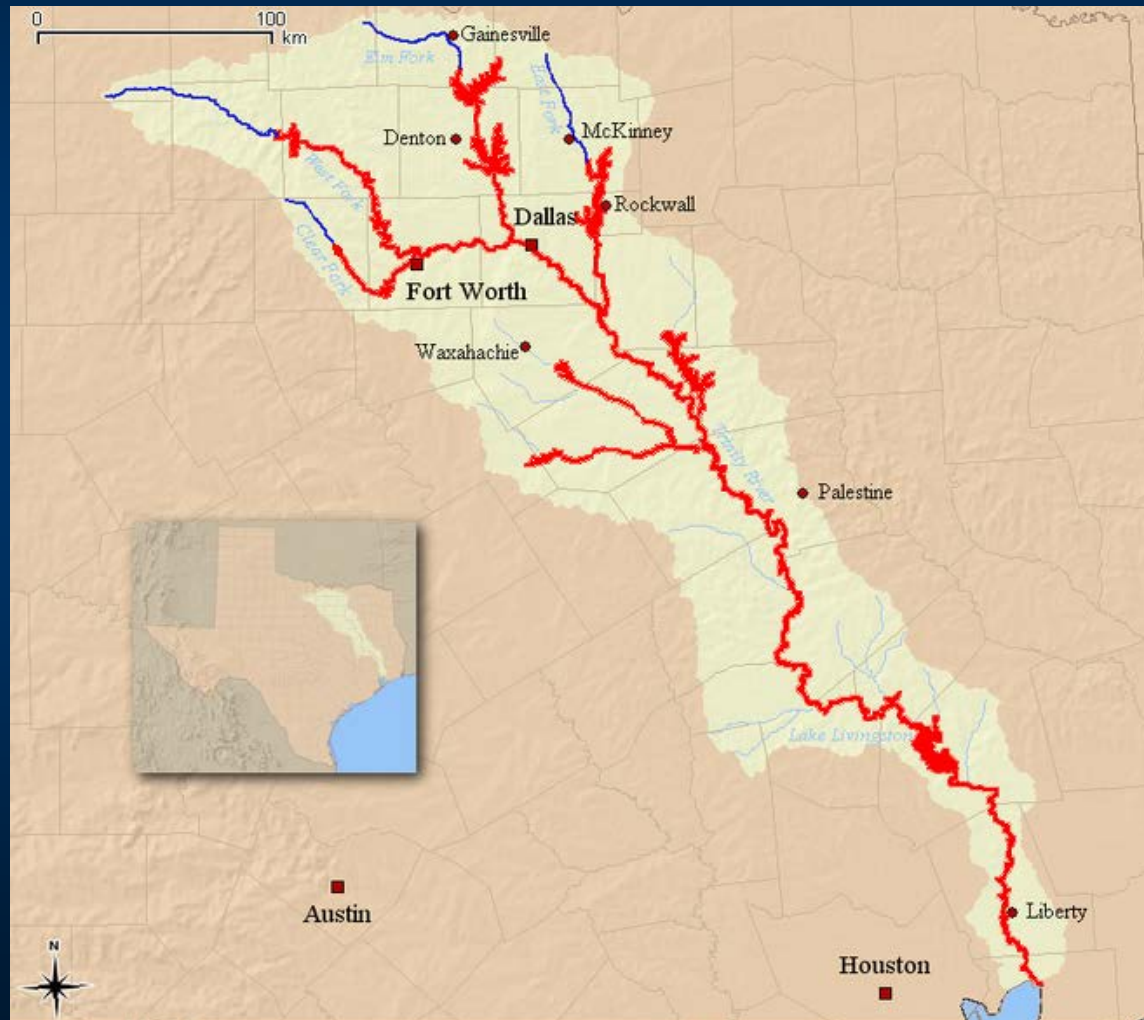 0 100
km
Gainesville
Elm Fork
East Fork
Denton
McKinney
West Fork
Rockwall
Dallas
Clear Fork
Fort Worth
Waxahachie
Trinity River
Palestine
Lake Livingston
Austin
Liberty
N
Houston